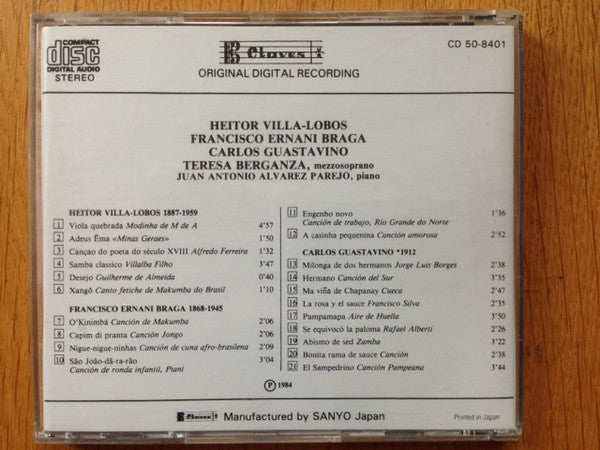 COMPACT
disc
DIGITAL AUDIO
STEREO
Claves
CD 50-8401
ORIGINAL DIGITAL RECORDING
HEITOR VILLA-LOBOS
FRANCISCO ERNANI BRAGA
CARLOS GUASTAVINO
TERESA BERGANZA, mezzosoprano
JUAN ANTONIO ALVAREZ PAREJO, piano
HEITOR VILLA-LOBOS 1887-1959
1 Viola quebrada Modinha de M de A 4'57
2 Adeus Êma «Minas Geraes» 1'50
3 Cançao do poeta do século XVIII Alfredo Ferreira 1'32
4 Samba classico Villalba Filho 3'47
5 Desejo Guilherme de Almeida 0'40
6 Xangô Canto fetiche de Makumba do Brasil 1'10
FRANCISCO ERNANI BRAGA 1868-1945
7 O'Kinimbá Canción de Makumba 2'06
8 Capim di pranta Canción Jongo 2'06
9 Nigue-nigue-ninhas Canción de cuna afro-brasilena 2'09
10 São João-dâ-ra-rão 3'04
Canción de ronda infantil, Piani
11 Engenho novo 1'36
Canción de trabajo, Rio Grande do Norte
12 A casinha pequenina Canción amorosa 2'52
CARLOS GUASTAVINO *1912
13 Milonga de dos hermanos Jorge Luis Borges 2'38
14 Hermano Canción del Sur 3'38
15 Ma viña de Chapanay Cueca 2'47
16 La rosa y el sauce Francisco Silva 2'35
17 Pampamapa Aire de Huella 3'50
18 Se equivocó la paloma Rafael Alberti 2'26
19 Abismo de séd Zamba 3'22
20 Bonita rama de sauce Canción 2'38
21 El Sampedrino Canción Pampeana 3'44
Ⓟ 1984
Claves Manufactured by SANYO Japan
Printed in Japan